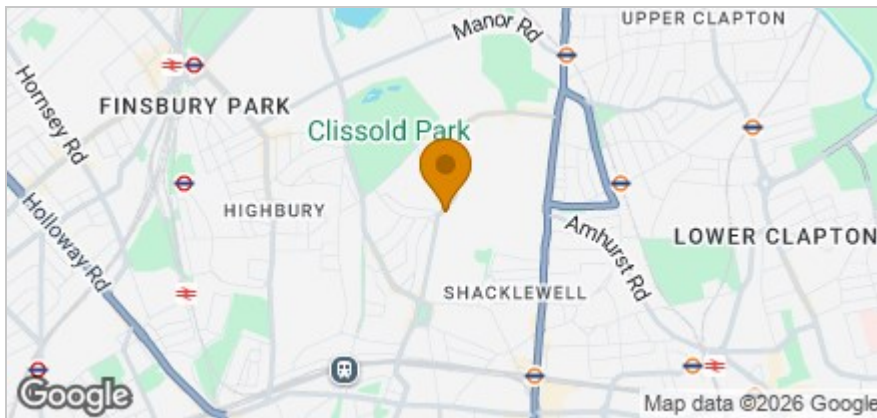 UPPER CLAPTON
Manor Rd
Hornsey Rd
FINSBURY PARK
Clissold Park
Holloway Rd
HIGHBURY
Amhurst Rd
LOWER CLAPTON
SHACKLEWELL
Google
Map data ©2026 Google